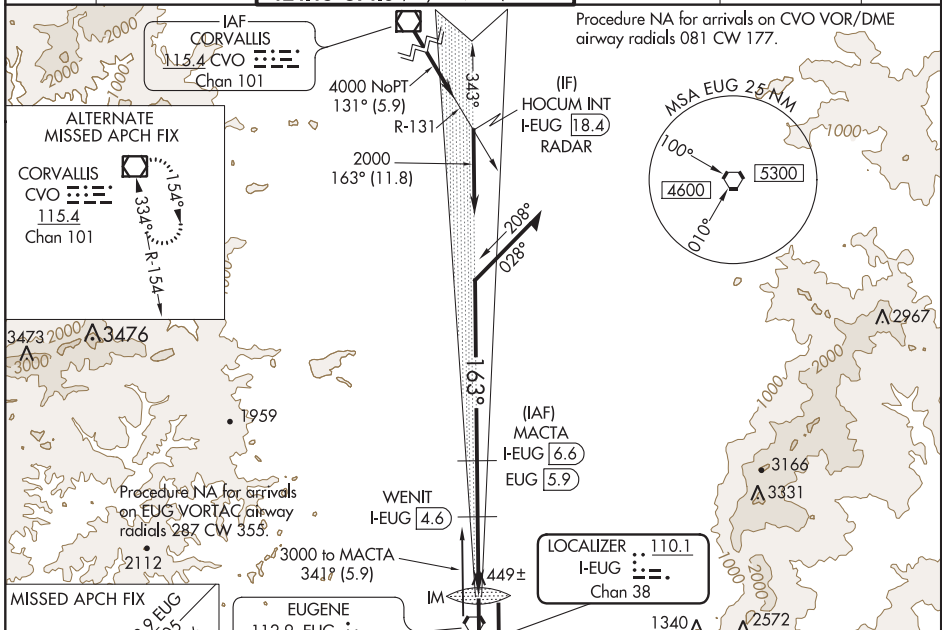 IAF
CORVALLIS
115.4 CVO
Chan 101
Procedure NA for arrivals on CVO VOR/DME
airway radials 081 CW 177.
2000
4000 NoPT
131° (5.9)
R-131
343°
(IF)
HOCUM INT
I-EUG 18.4
RADAR
2000
163° (11.8)
MSA EUG 25 NM
100°
4600
5300
010°
1000
ALTERNATE
MISSED APCH FIX
CORVALLIS
CVO
115.4
Chan 101
154°
334°
R-154
208°
028°
3473
2000
3476
3000
2967
2000
1000
163°
1959
(IAF)
MACTA
I-EUG 6.6
EUG 5.9
3166
3331
Procedure NA for arrivals
on EUG VORTAC airway
radials 287 CW 355.
2112
WENIT
I-EUG 4.6
3000 to MACTA
341° (5.9)
449±
IM
LOCALIZER 110.1
I-EUG
Chan 38
1000
2000
MISSED APCH FIX
EUGENE
112.9 EUG
1340
2572